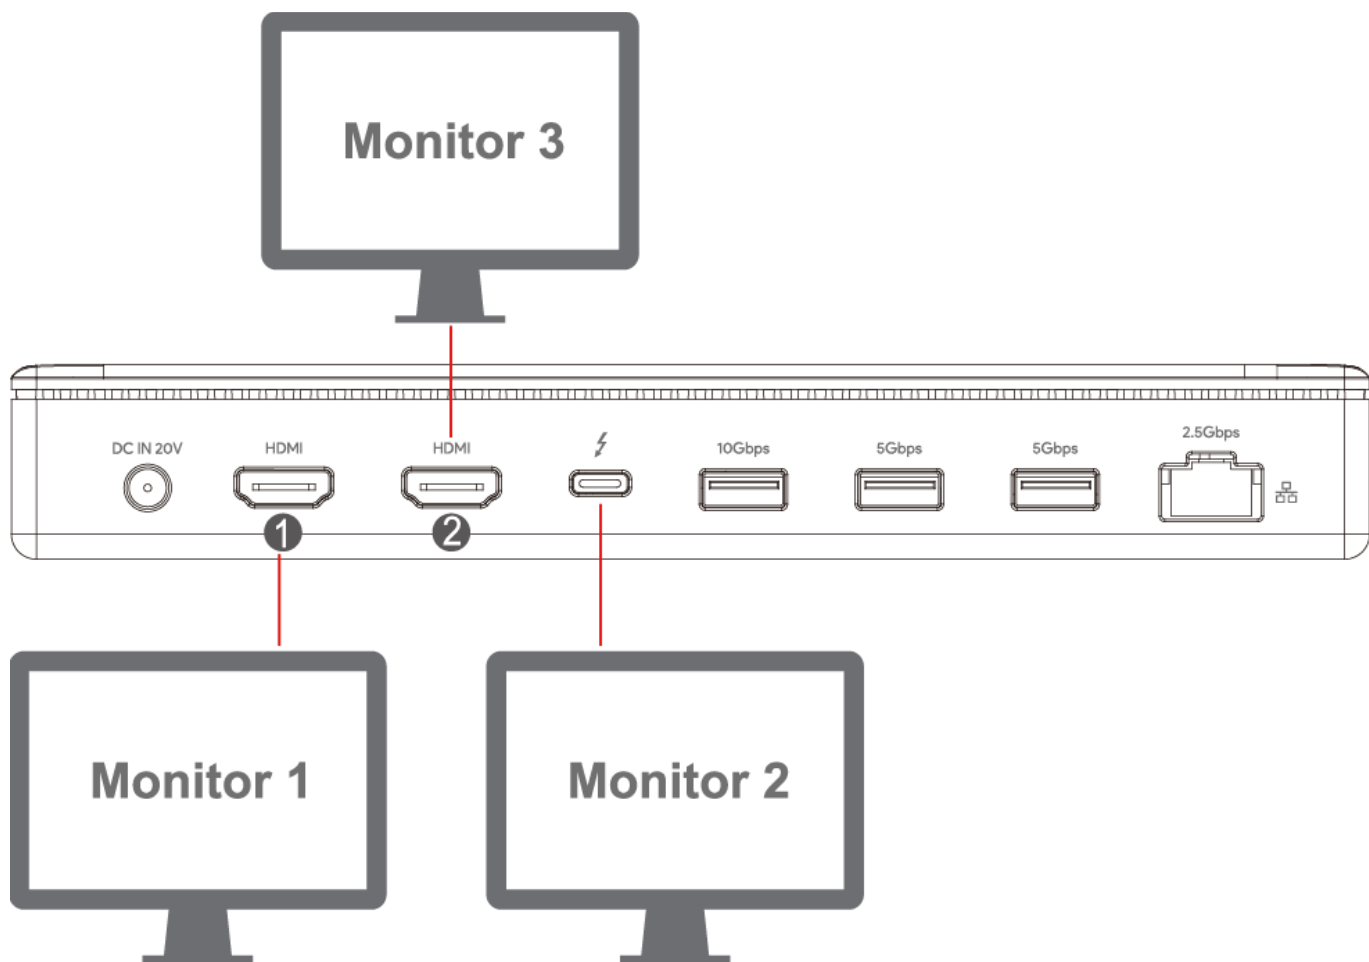 Monitor 3
DC IN 20V
HDMI
HDMI
10Gbps
5Gbps
5Gbps
2.5Gbps
1
2
Monitor 1
Monitor 2